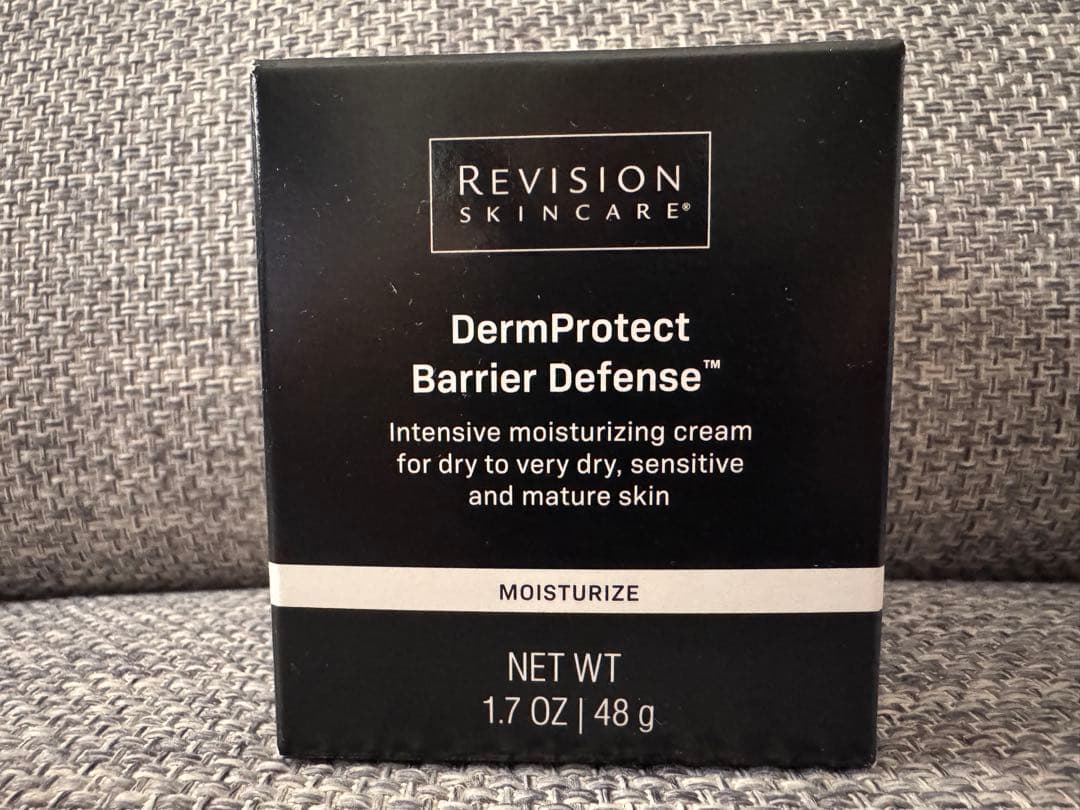 REVISION
SKINCARE®
DermProtect
Barrier Defense™
Intensive moisturizing cream
for dry to very dry, sensitive
and mature skin
MOISTURIZE
NET WT
1.7 OZ | 48 g